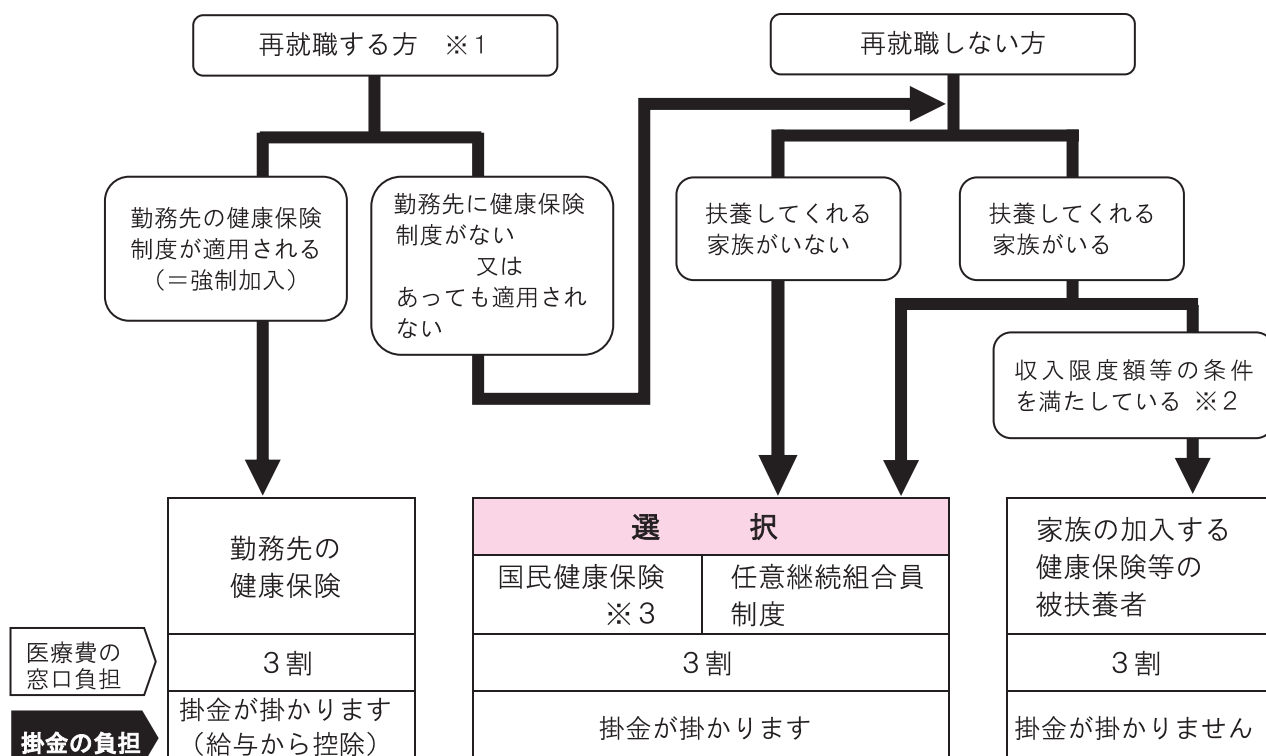 再就職する方　※1
再就職しない方
勤務先の健康保険
制度が適用される
（＝強制加入）
勤務先に健康保険
制度がない
又は
あっても適用され
ない
扶養してくれる
家族がいない
扶養してくれる
家族がいる
収入限度額等の条件
を満たしている ※2
勤務先の
健康保険
選　　択
国民健康保険
※3
任意継続組合員
制度
家族の加入する
健康保険等の
被扶養者
医療費の
窓口負担
3割
3割
3割
掛金の負担
掛金が掛かります
（給与から控除）
掛金が掛かります
掛金が掛かりません